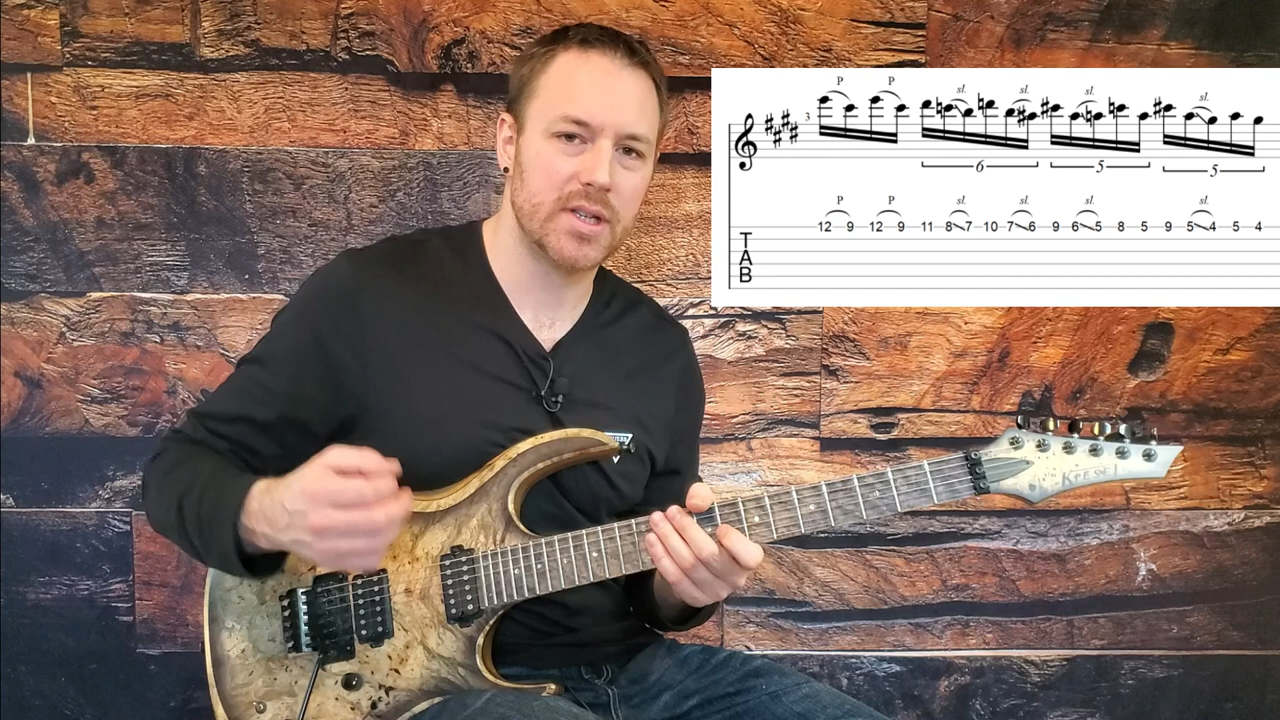 P P sl. sl. sl. sl.
3
6 5 5
P P sl. sl. sl. sl.
12 9 12 9 11 8 7 10 7 6 9 6 5 8 5 9 5 4 5 4
T
A
B
KIESEL